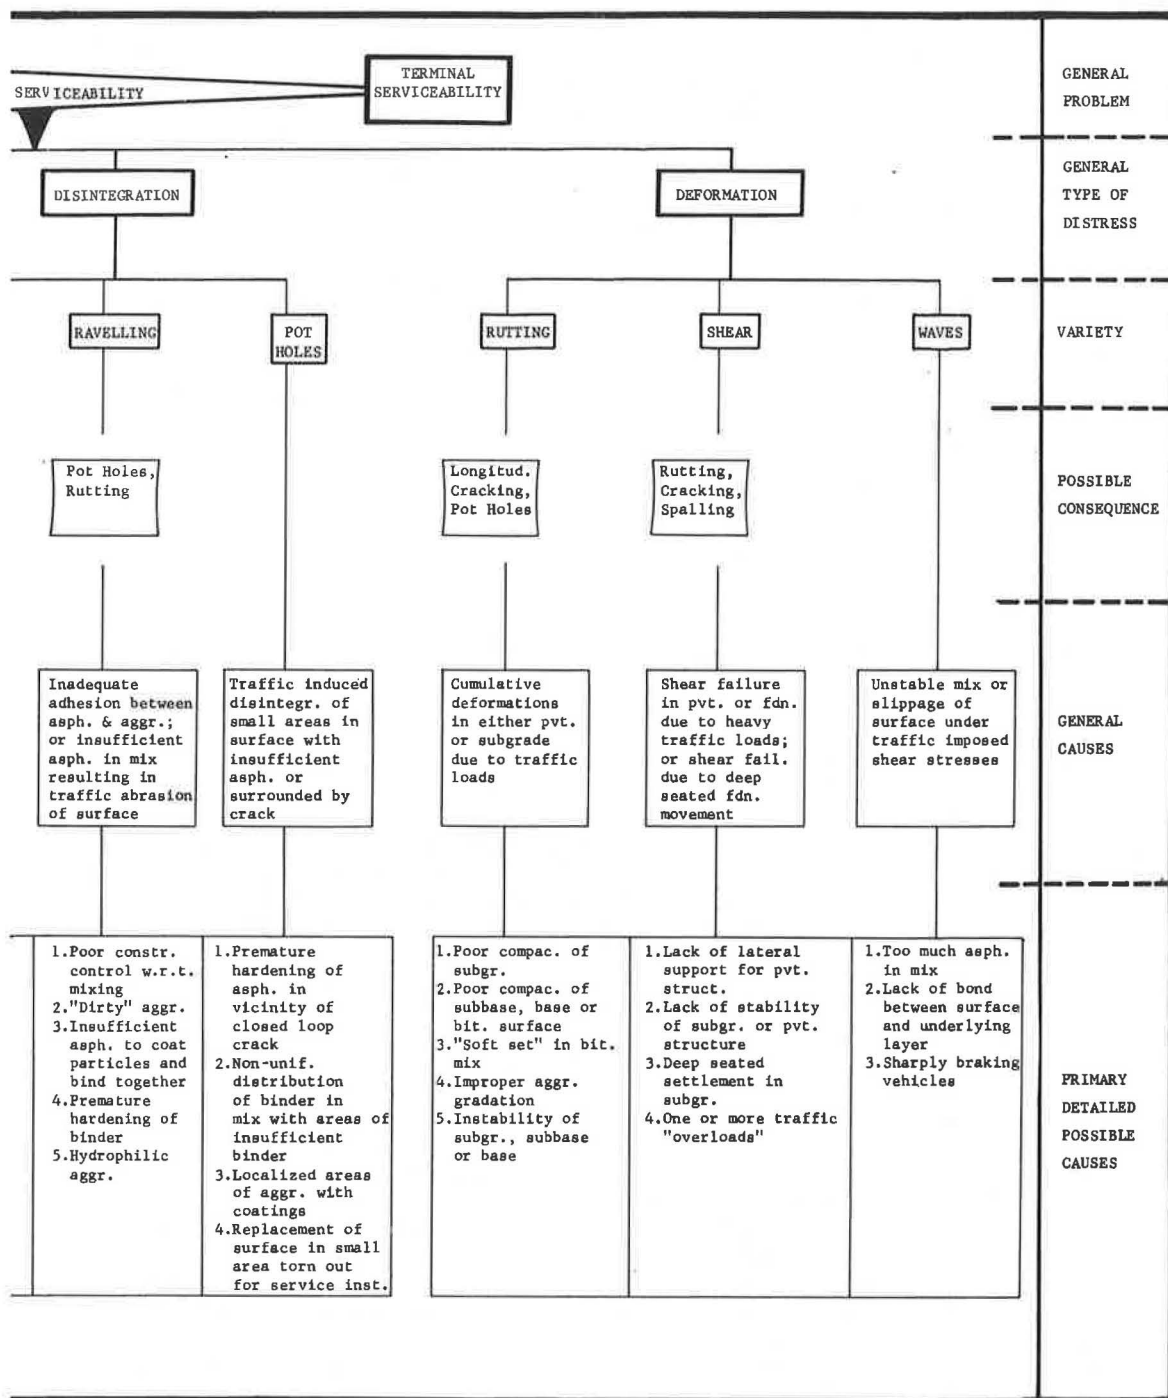 SERVICEABILITY
TERMINAL
SERVICEABILITY
GENERAL
PROBLEM
DISINTEGRATION
DEFORMATION
GENERAL
TYPE OF
DISTRESS
RAVELLING
POT
HOLES
RUTTING
SHEAR
WAVES
VARIETY
Pot Holes,
Rutting
Longitud.
Cracking,
Pot Holes
Rutting,
Cracking,
Spalling
POSSIBLE
CONSEQUENCE
Inadequate
adhesion between
asph. & aggr.;
or insufficient
asph. in mix
resulting in
traffic abrasion
of surface
Traffic induced
disintegr. of
small areas in
surface with
insufficient
asph. or
surrounded by
crack
Cumulative
deformations
in either pvt.
or subgrade
due to traffic
loads
Shear failure
in pvt. or fdn.
due to heavy
traffic loads;
or shear fail.
due to deep
seated fdn.
movement
Unstable mix or
slippage of
surface under
traffic imposed
shear stresses
GENERAL
CAUSES
1.Poor constr.
control w.r.t.
mixing
2."Dirty" aggr.
3.Insufficient
asph. to coat
particles and
bind together
4.Premature
hardening of
binder
5.Hydrophilic
aggr.
1.Premature
hardening of
asph. in
vicinity of
closed loop
crack
2.Non-unif.
distribution
of binder in
mix with areas of
insufficient
binder
3.Localized areas
of aggr. with
coatings
4.Replacement of
surface in small
area torn out
for service inst.
1.Poor compac. of
subgr.
2.Poor compac. of
subbase, base or
bit. surface
3."Soft set" in bit.
mix
4.Improper aggr.
gradation
5.Instability of
subgr., subbase
or base
1.Lack of lateral
support for pvt.
struct.
2.Lack of stability
of subgr. or pvt.
structure
3.Deep seated
settlement in
subgr.
4.One or more traffic
"overloads"
1.Too much asph.
in mix
2.Lack of bond
between surface
and underlying
layer
3.Sharply braking
vehicles
PRIMARY
DETAILED
POSSIBLE
CAUSES